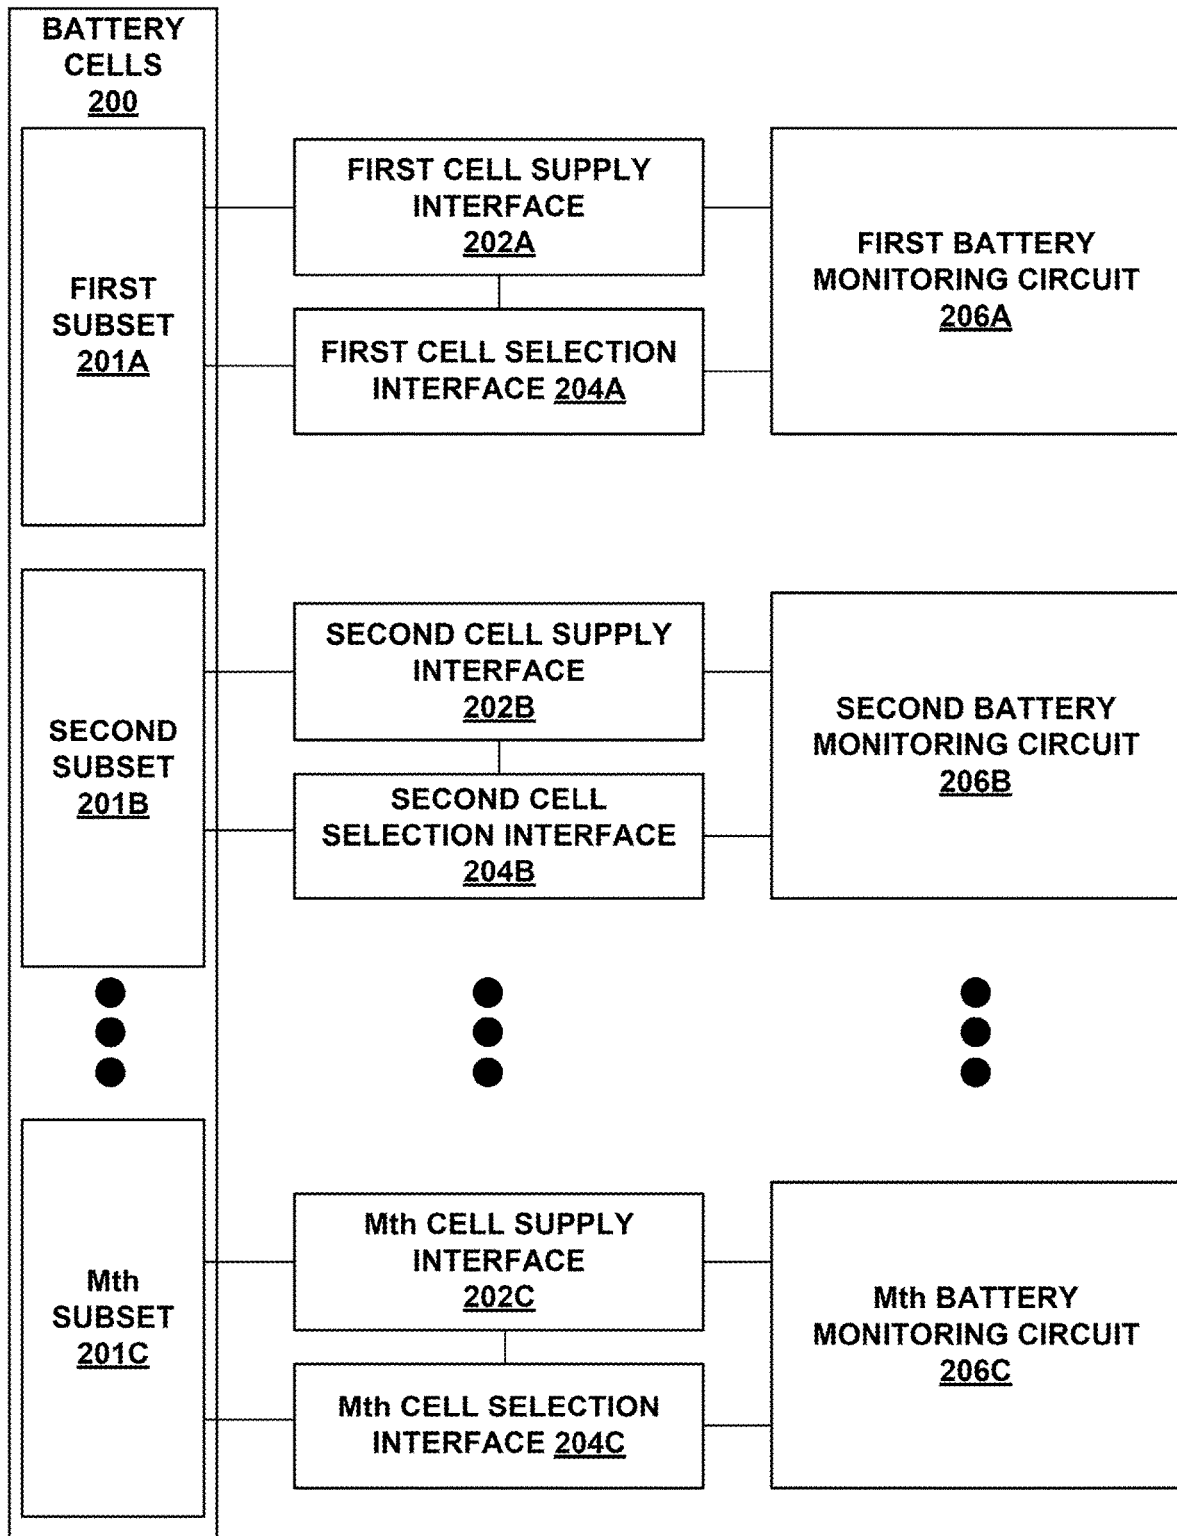 BATTERY
CELLS
200
FIRST
SUBSET
201A
FIRST CELL SUPPLY
INTERFACE
202A
FIRST CELL SELECTION
INTERFACE 204A
FIRST BATTERY
MONITORING CIRCUIT
206A
SECOND
SUBSET
201B
SECOND CELL SUPPLY
INTERFACE
202B
SECOND CELL
SELECTION INTERFACE
204B
SECOND BATTERY
MONITORING CIRCUIT
206B
Mth
SUBSET
201C
Mth CELL SUPPLY
INTERFACE
202C
Mth CELL SELECTION
INTERFACE 204C
Mth BATTERY
MONITORING CIRCUIT
206C